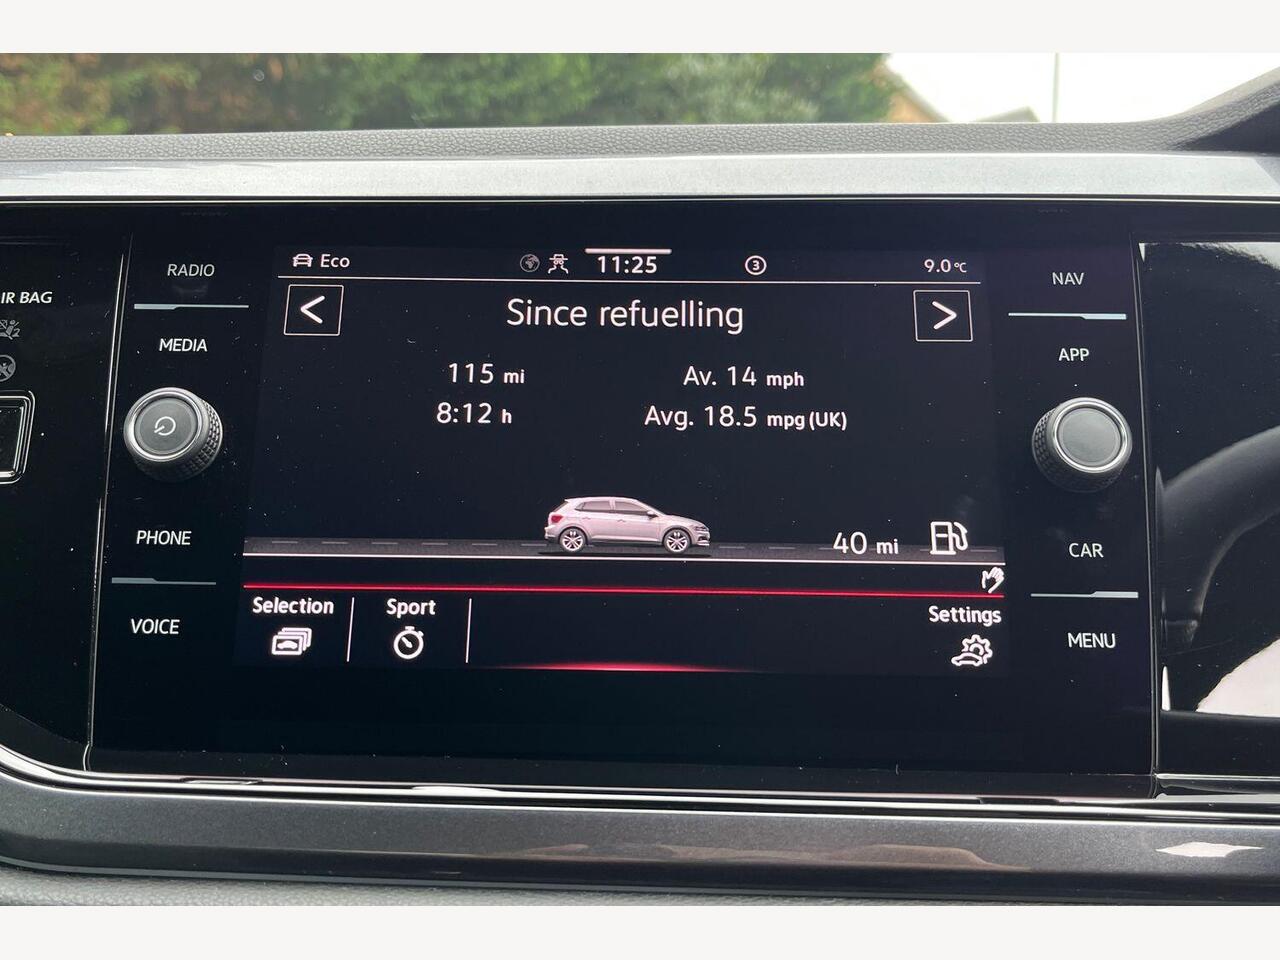 RADIO
MEDIA
PHONE
VOICE
IR BAG
Eco
11:25
3
9.0°C
Since refuelling
115 mi
Av. 14 mph
8:12 h
Avg. 18.5 mpg (UK)
40 mi
Selection
Sport
Settings
NAV
APP
CAR
MENU